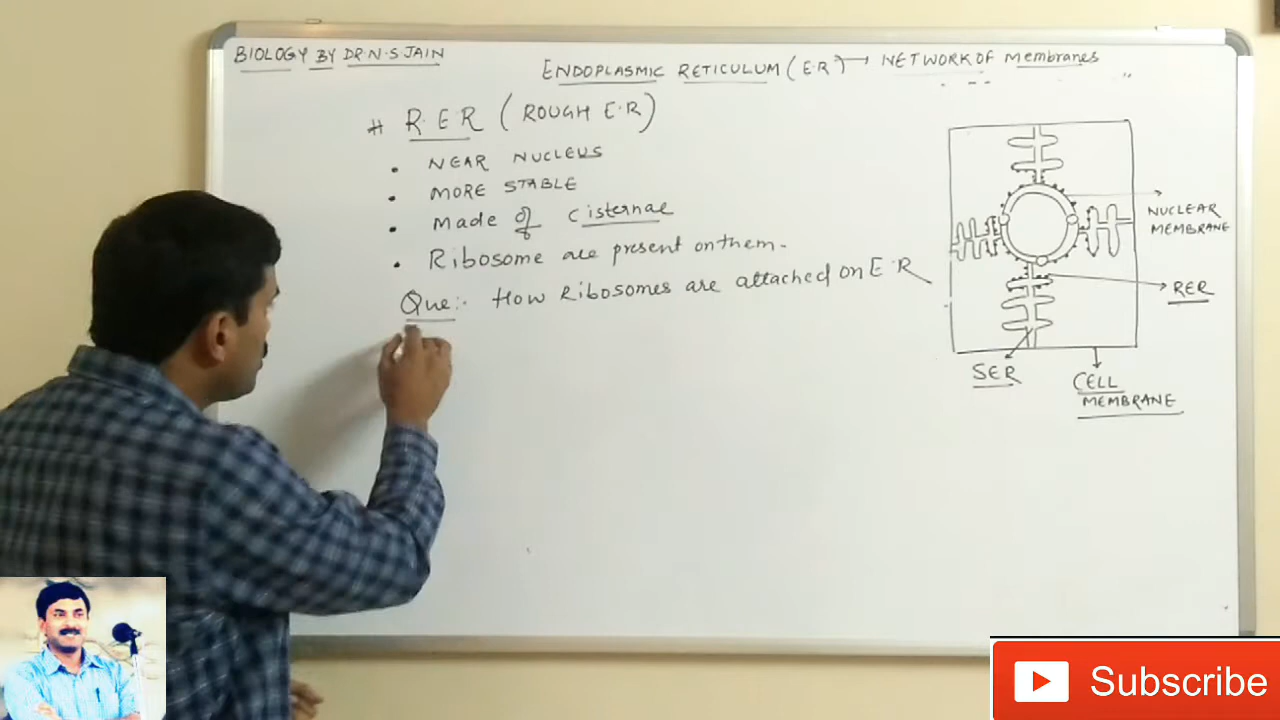 BIOLOGY BY DR·N·S JAIN
ENDOPLASMIC RETICULUM (E·R) → NETWORK OF Membranes
# R·E·R (ROUGH E·R)
• NEAR NUCLEUS
• MORE STABLE
• Made of Cisternae
• Ribosome are present on them.
Que:- How Ribosomes are attached on E·R
NUCLEAR
MEMBRANE
RER
SER
CELL
MEMBRANE
Subscribe